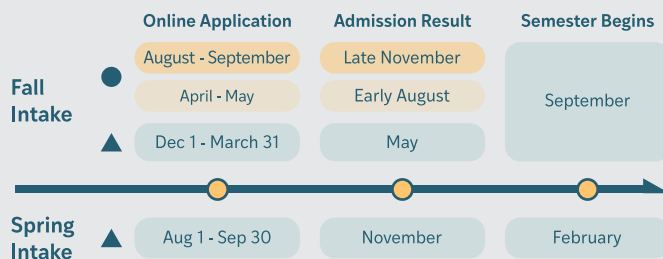 Online Application Admission Result Semester Begins
August - September Late November
Fall Intake
April - May Early August
September
Dec 1 - March 31 May
Spring Intake
Aug 1 - Sep 30 November February